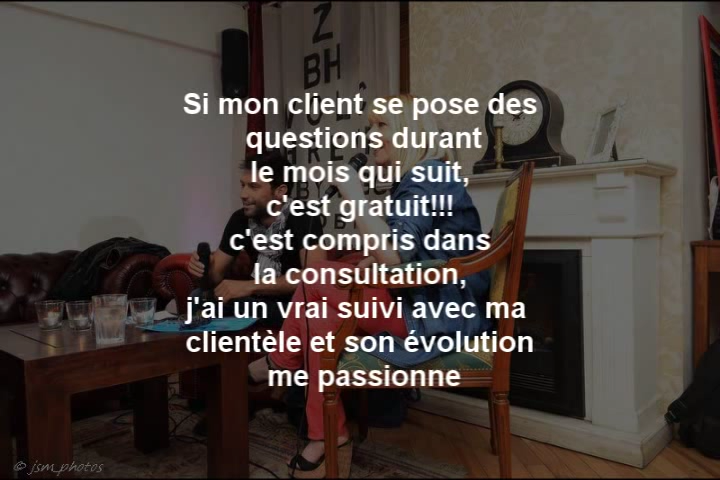 Si mon client se pose des
questions durant
le mois qui suit,
c'est gratuit!!!
c'est compris dans
la consultation,
j'ai un vrai suivi avec ma
clientèle et son évolution
me passionne
Z
BH
© jsm_photos